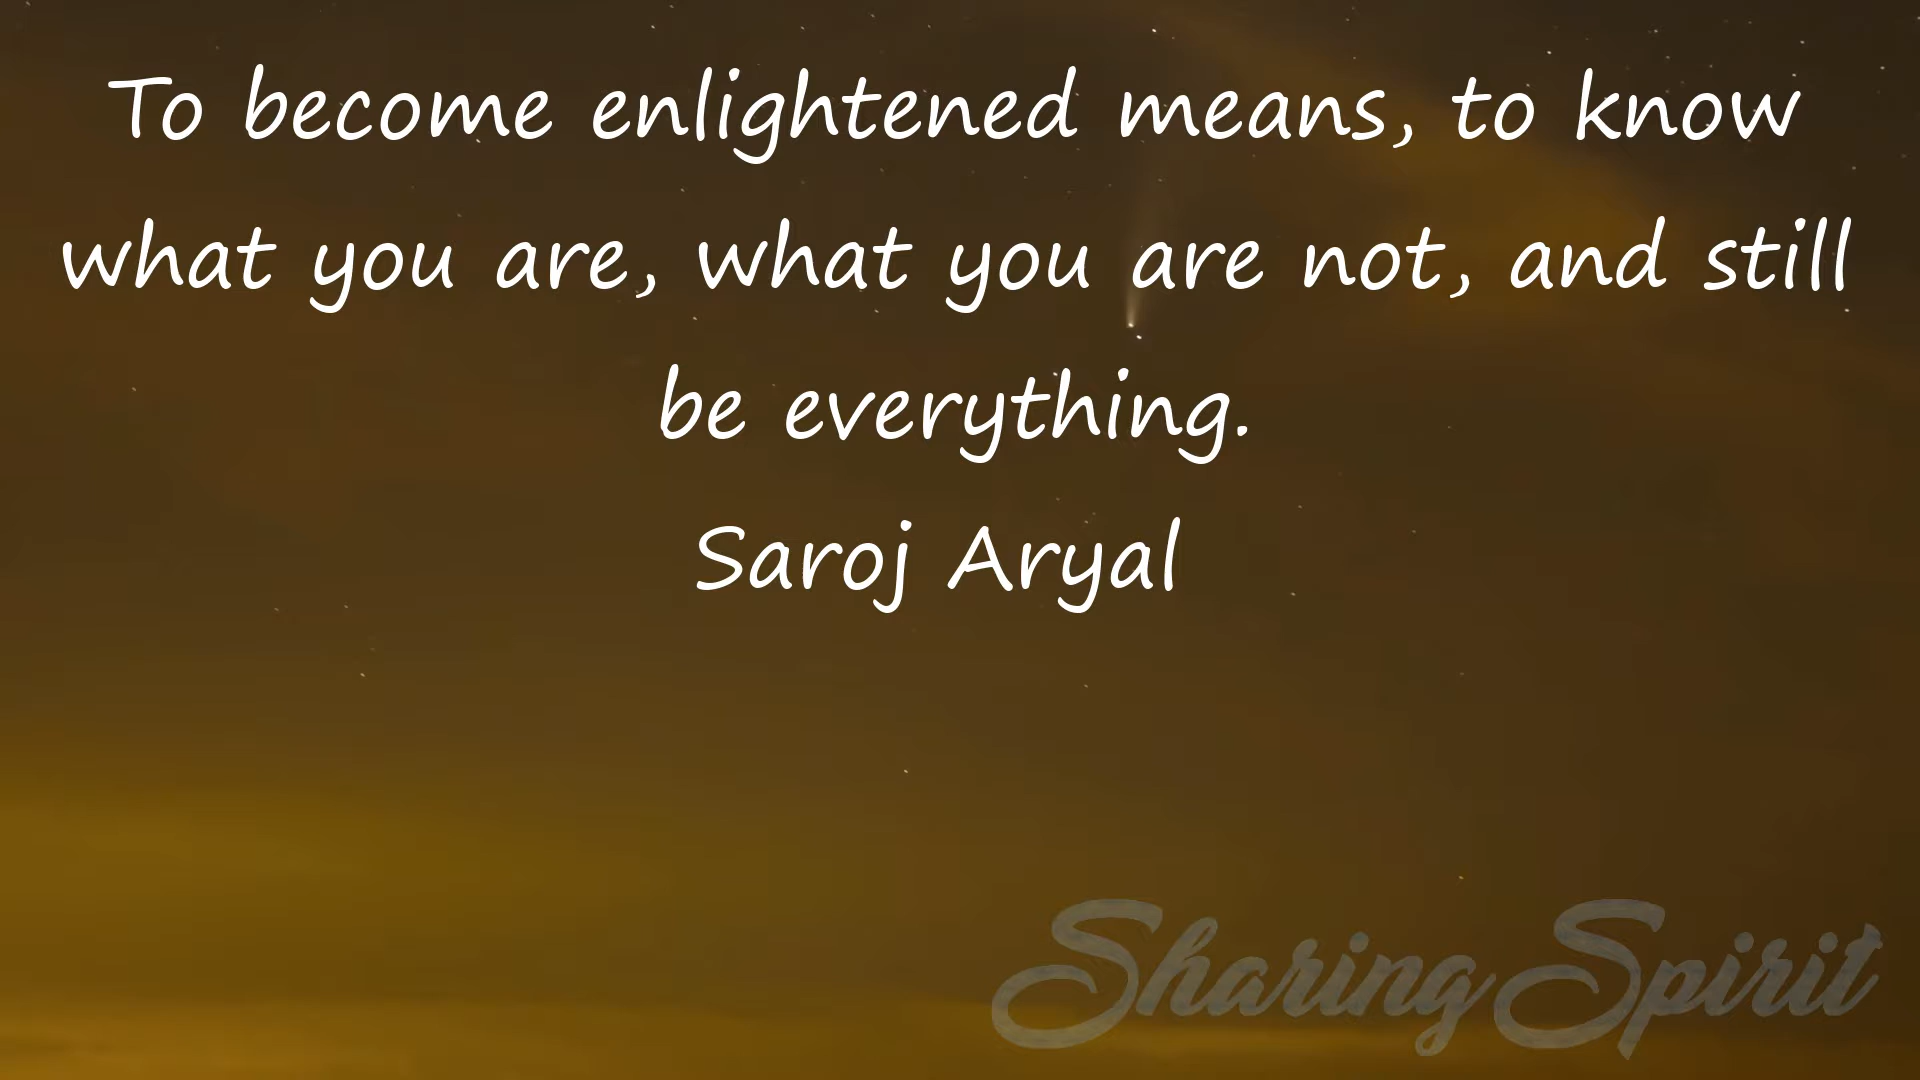 To become enlightened means, to know
what you are, what you are not, and still
be everything.
Saroj Aryal
SharingSpirit